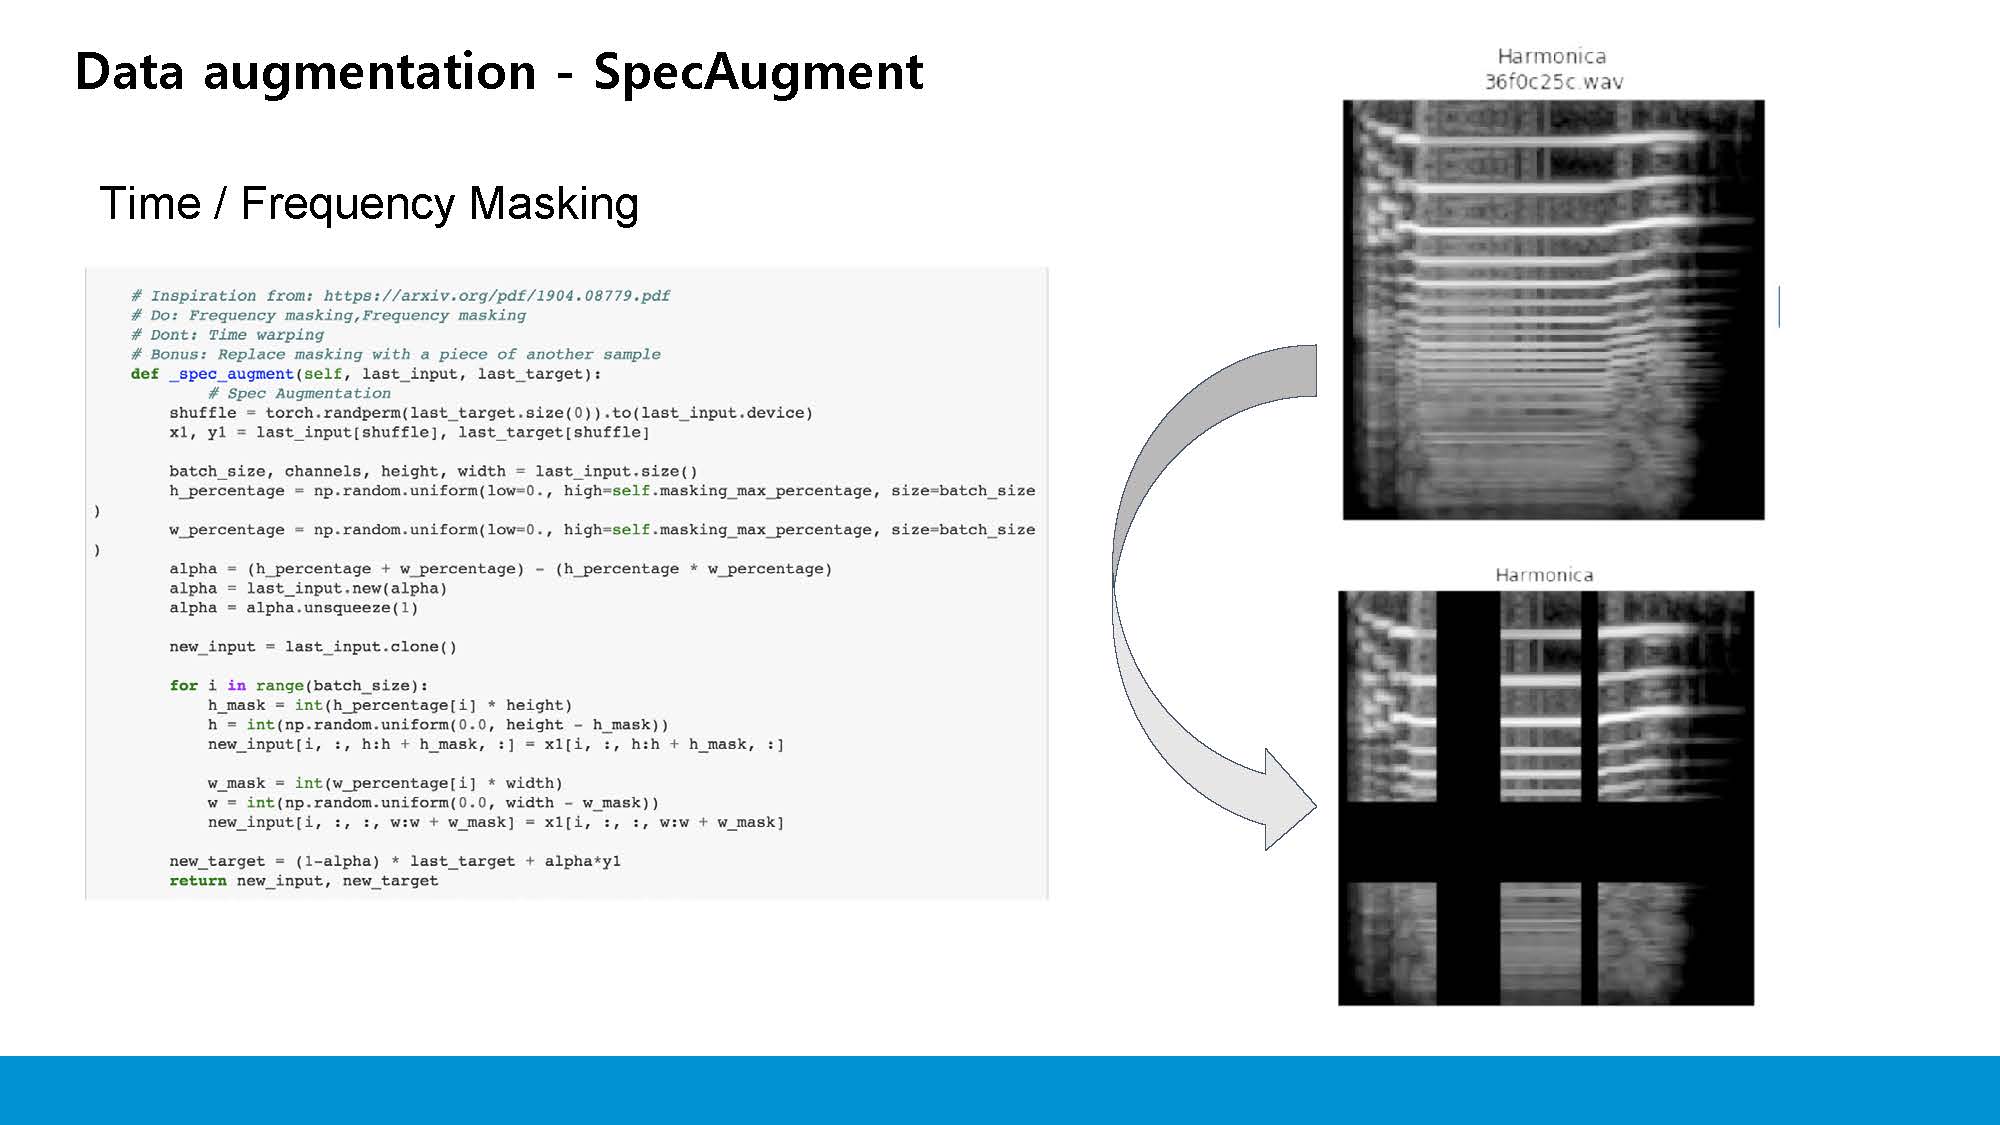 Data augmentation - SpecAugment
Time / Frequency Masking
# Inspiration from: https://arxiv.org/pdf/1904.08779.pdf
# Do: Frequency masking,Frequency masking
# Dont: Time warping
# Bonus: Replace masking with a piece of another sample
def _spec_augment(self, last_input, last_target):
# Spec Augmentation
shuffle = torch.randperm(last_target.size(0)).to(last_input.device)
x1, y1 = last_input[shuffle], last_target[shuffle]
batch_size, channels, height, width = last_input.size()
h_percentage = np.random.uniform(low=0., high=self.masking_max_percentage, size=batch_size
)
w_percentage = np.random.uniform(low=0., high=self.masking_max_percentage, size=batch_size
)
alpha = (h_percentage + w_percentage) - (h_percentage * w_percentage)
alpha = last_input.new(alpha)
alpha = alpha.unsqueeze(1)
new_input = last_input.clone()
for i in range(batch_size):
h_mask = int(h_percentage[i] * height)
h = int(np.random.uniform(0.0, height - h_mask))
new_input[i, :, h:h + h_mask, :] = x1[i, :, h:h + h_mask, :]
w_mask = int(w_percentage[i] * width)
w = int(np.random.uniform(0.0, width - w_mask))
new_input[i, :, :, w:w + w_mask] = x1[i, :, :, w:w + w_mask]
new_target = (1-alpha) * last_target + alpha*y1
return new_input, new_target
Harmonica
36f0c25c.wav
Harmonica